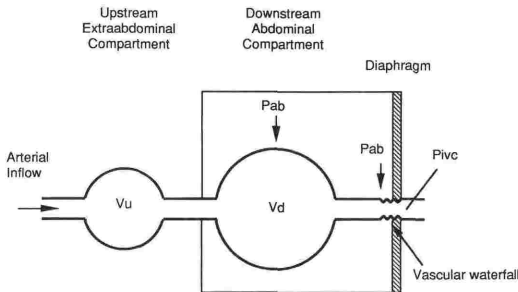 Upstream
Extraabdominal
Compartment
Downstream
Abdominal
Compartment
Diaphragm
Pab
Pab
Pivc
Arterial
Inflow
Vu
Vd
Vascular waterfall